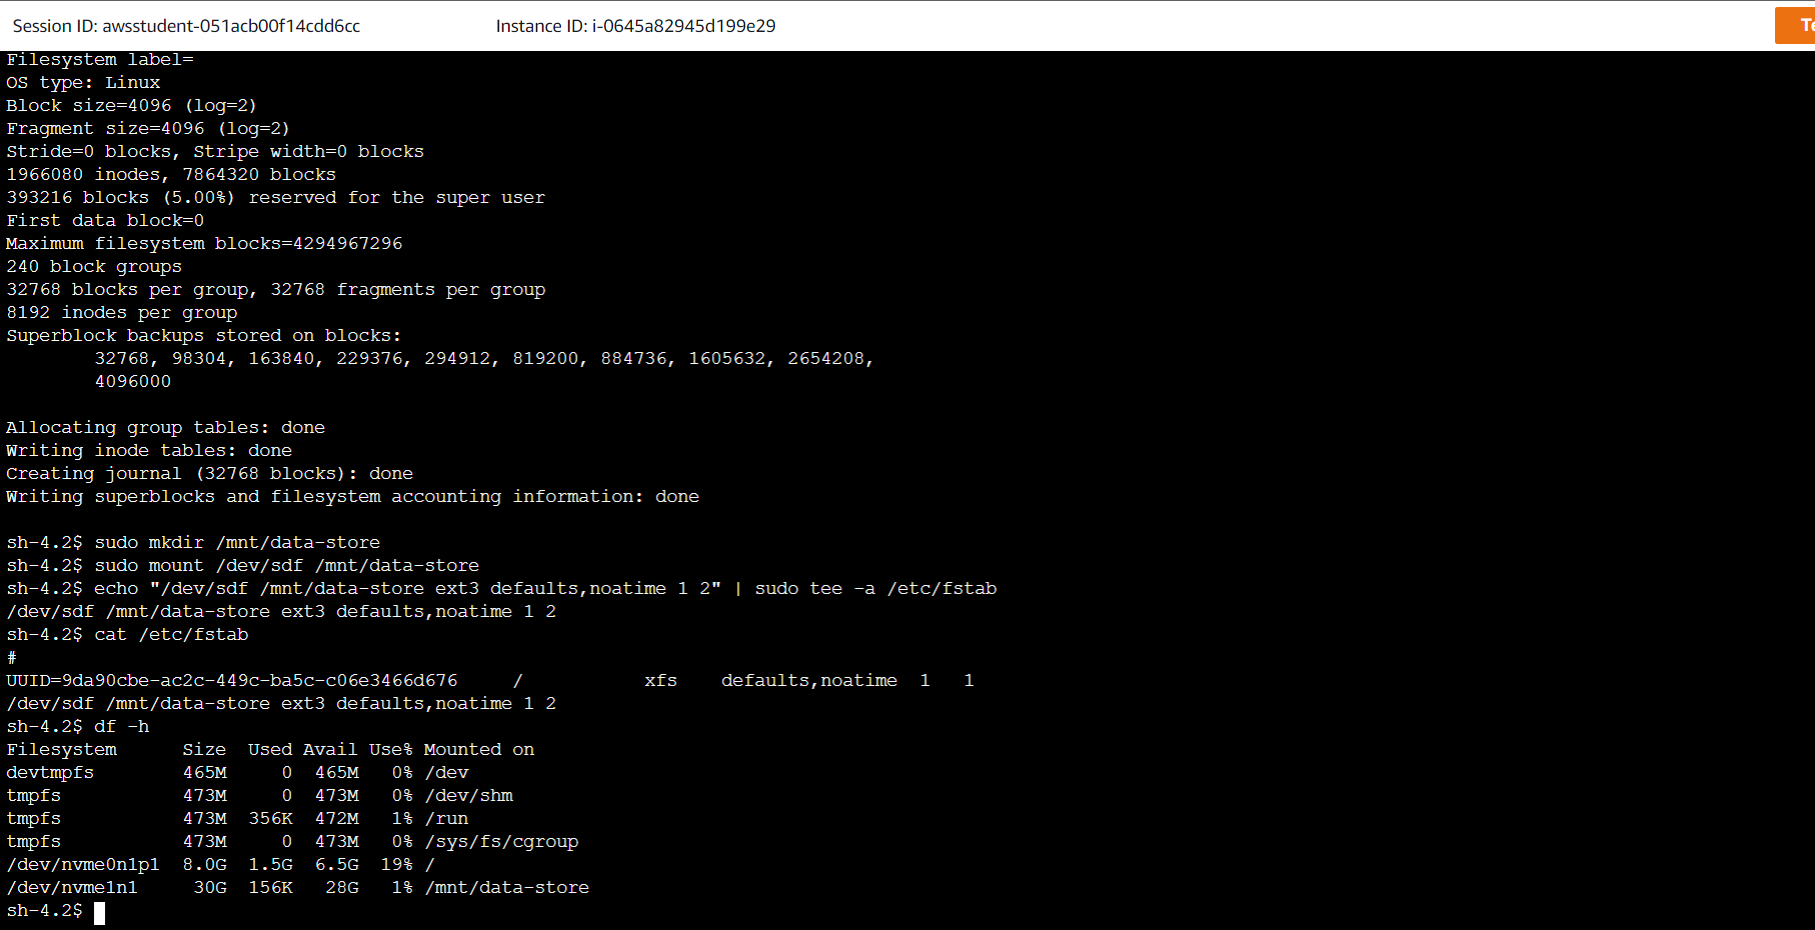 Session ID: awsstudent-051acb00f14cdd6cc Instance ID: i-0645a82945d199e29
Filesystem label=
OS type: Linux
Block size=4096 (log=2)
Fragment size=4096 (log=2)
Stride=0 blocks, Stripe width=0 blocks
1966080 inodes, 7864320 blocks
393216 blocks (5.00%) reserved for the super user
First data block=0
Maximum filesystem blocks=4294967296
240 block groups
32768 blocks per group, 32768 fragments per group
8192 inodes per group
Superblock backups stored on blocks:
        32768, 98304, 163840, 229376, 294912, 819200, 884736, 1605632, 2654208,
        4096000
Allocating group tables: done
Writing inode tables: done
Creating journal (32768 blocks): done
Writing superblocks and filesystem accounting information: done
sh-4.2$ sudo mkdir /mnt/data-store
sh-4.2$ sudo mount /dev/sdf /mnt/data-store
sh-4.2$ echo "/dev/sdf /mnt/data-store ext3 defaults,noatime 1 2" | sudo tee -a /etc/fstab
/dev/sdf /mnt/data-store ext3 defaults,noatime 1 2
sh-4.2$ cat /etc/fstab
#
UUID=9da90cbe-ac2c-449c-ba5c-c06e3466d676     /           xfs    defaults,noatime  1   1
/dev/sdf /mnt/data-store ext3 defaults,noatime 1 2
sh-4.2$ df -h
Filesystem      Size  Used Avail Use% Mounted on
devtmpfs        465M     0  465M   0% /dev
tmpfs           473M     0  473M   0% /dev/shm
tmpfs           473M  356K  472M   1% /run
tmpfs           473M     0  473M   0% /sys/fs/cgroup
/dev/nvme0n1p1  8.0G  1.5G  6.5G  19% /
/dev/nvme1n1     30G  156K   28G   1% /mnt/data-store
sh-4.2$